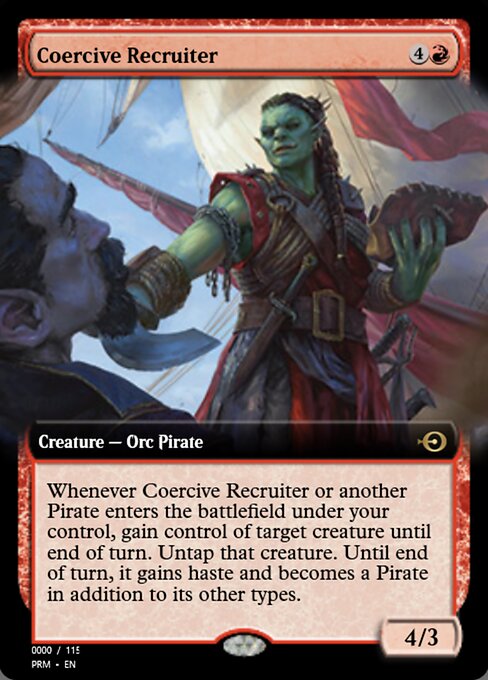 Coercive Recruiter 4
Creature — Orc Pirate
Whenever Coercive Recruiter or another
Pirate enters the battlefield under your
control, gain control of target creature until
end of turn. Untap that creature. Until end
of turn, it gains haste and becomes a Pirate
in addition to its other types.
4/3
0000 / 115
PRM • EN